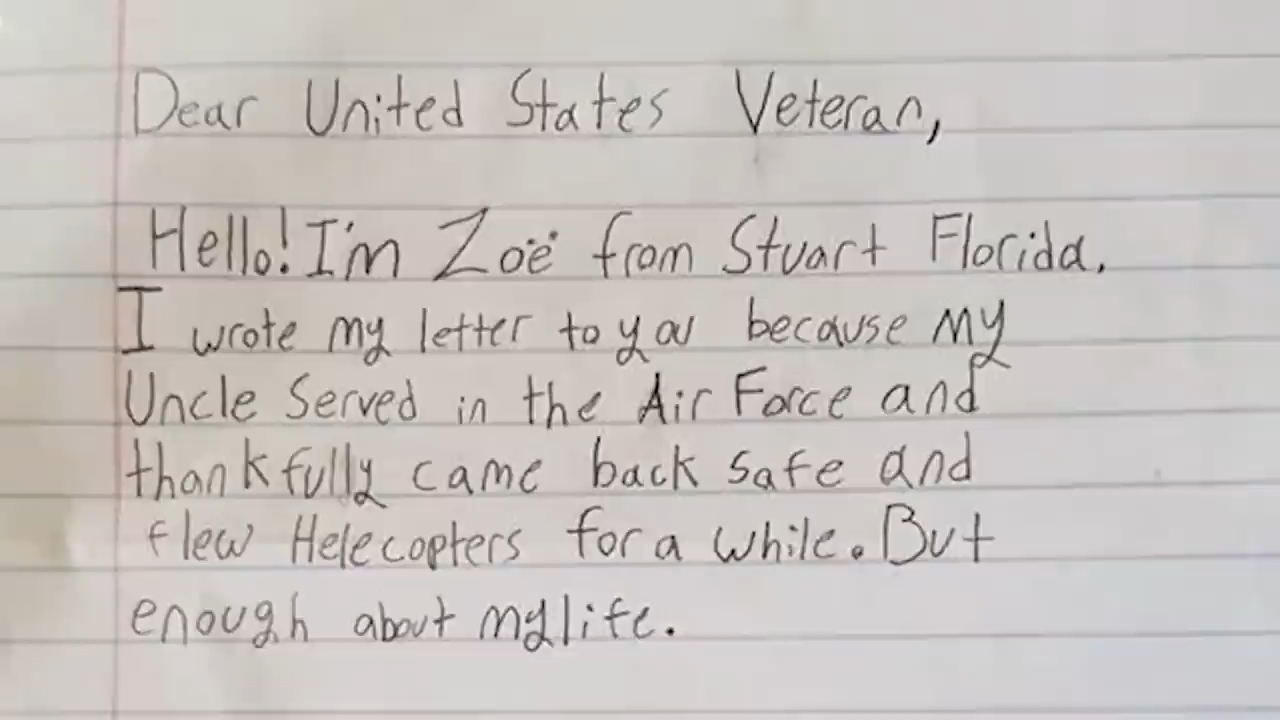 Dear United States Veteran,
Hello! I'm Zoë from Stuart Florida.
I wrote my letter to you because my
Uncle Served in the Air Force and
thankfully came back safe and
flew Helecopters for a while. But
enough about my life.